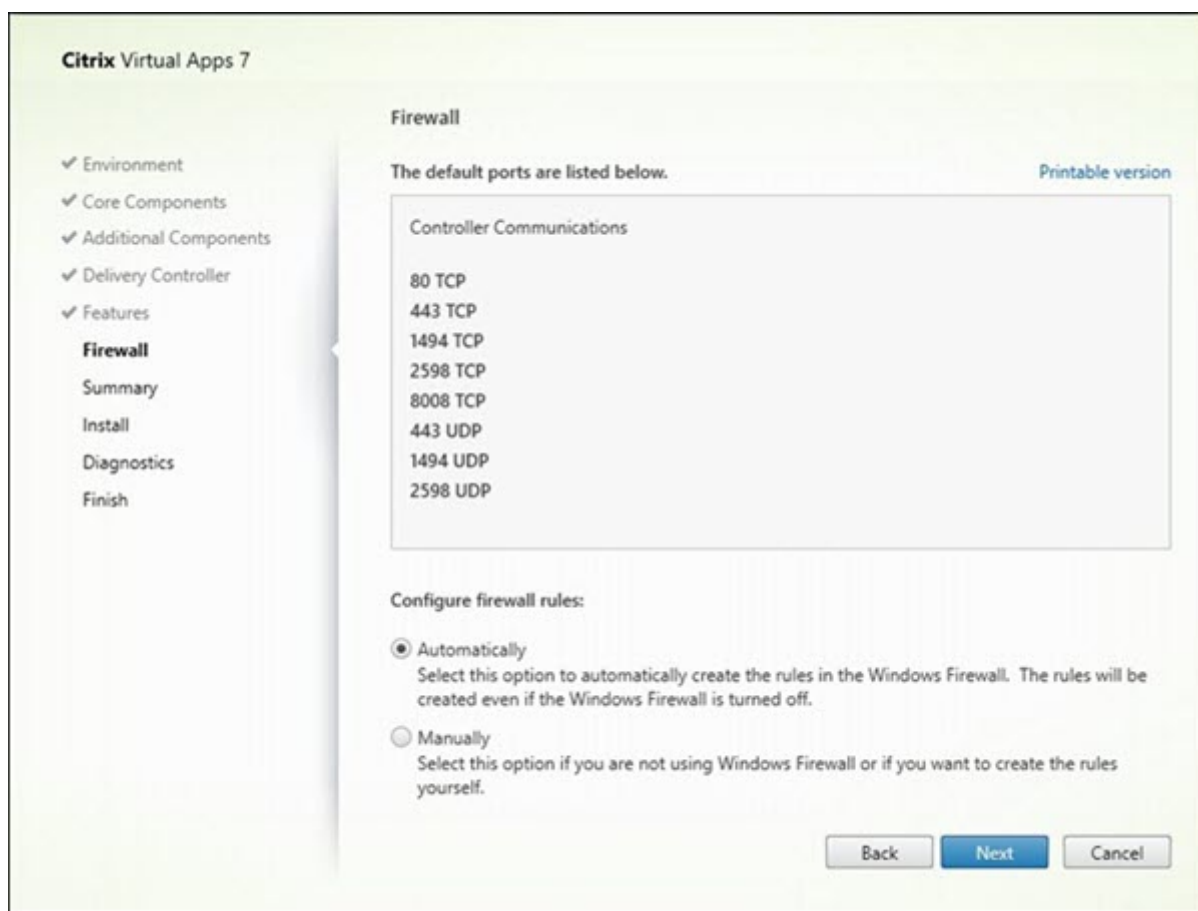 Citrix Virtual Apps 7
Environment
Core Components
Additional Components
Delivery Controller
Features
Firewall
Summary
Install
Diagnostics
Finish
Firewall
The default ports are listed below.
Printable version
Controller Communications
80 TCP
443 TCP
1494 TCP
2598 TCP
8008 TCP
443 UDP
1494 UDP
2598 UDP
Configure firewall rules:
Automatically
Select this option to automatically create the rules in the Windows Firewall. The rules will be
created even if the Windows Firewall is turned off.
Manually
Select this option if you are not using Windows Firewall or if you want to create the rules
yourself.
Back
Next
Cancel